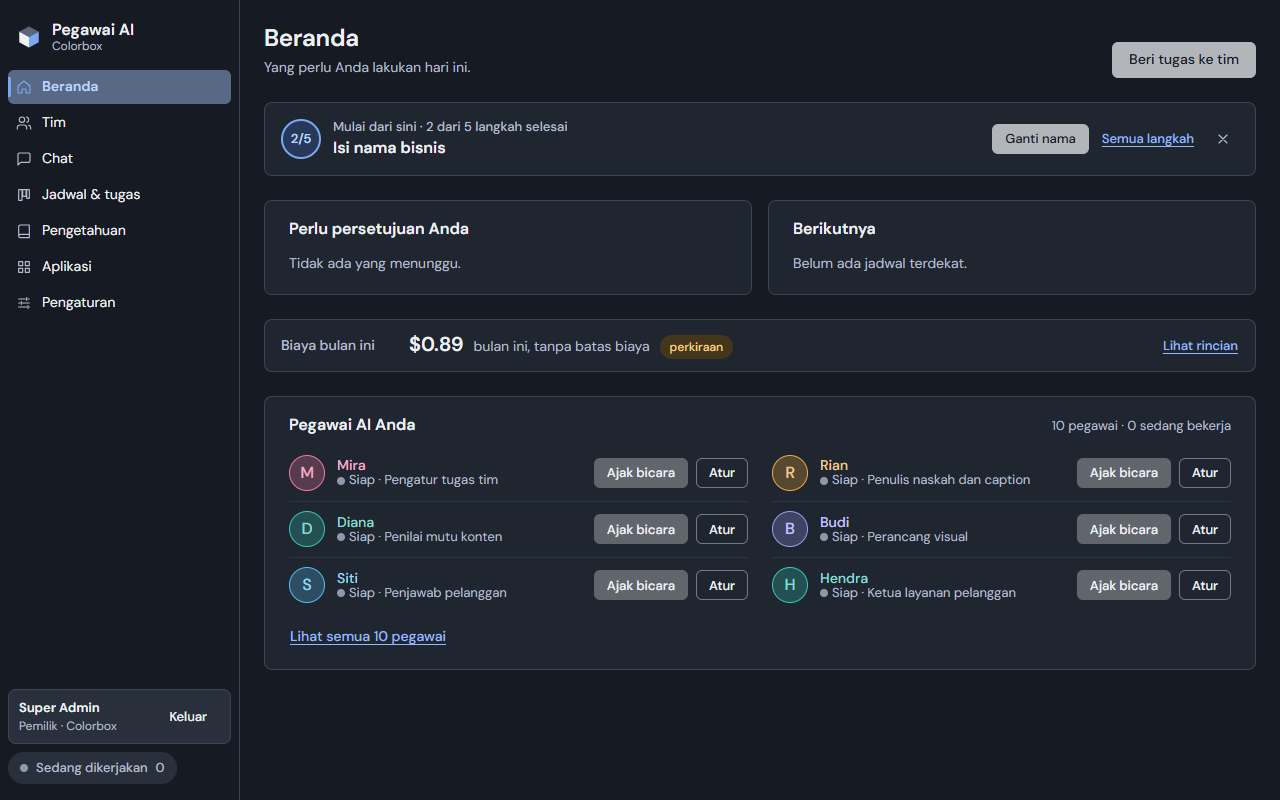 Pegawai AI
Colorbox
Beranda
Tim
Chat
Jadwal & tugas
Pengetahuan
Aplikasi
Pengaturan
Super Admin
Pemilik · Colorbox
Keluar
Sedang dikerjakan 0
Beranda
Yang perlu Anda lakukan hari ini.
Beri tugas ke tim
2/5
Mulai dari sini · 2 dari 5 langkah selesai
Isi nama bisnis
Ganti nama
Semua langkah
Perlu persetujuan Anda
Tidak ada yang menunggu.
Berikutnya
Belum ada jadwal terdekat.
Biaya bulan ini $0.89 bulan ini, tanpa batas biaya perkiraan Lihat rincian
Pegawai AI Anda
10 pegawai · 0 sedang bekerja
M
Mira
Siap · Pengatur tugas tim
Ajak bicara
Atur
R
Rian
Siap · Penulis naskah dan caption
Ajak bicara
Atur
D
Diana
Siap · Penilai mutu konten
Ajak bicara
Atur
B
Budi
Siap · Perancang visual
Ajak bicara
Atur
S
Siti
Siap · Penjawab pelanggan
Ajak bicara
Atur
H
Hendra
Siap · Ketua layanan pelanggan
Ajak bicara
Atur
Lihat semua 10 pegawai